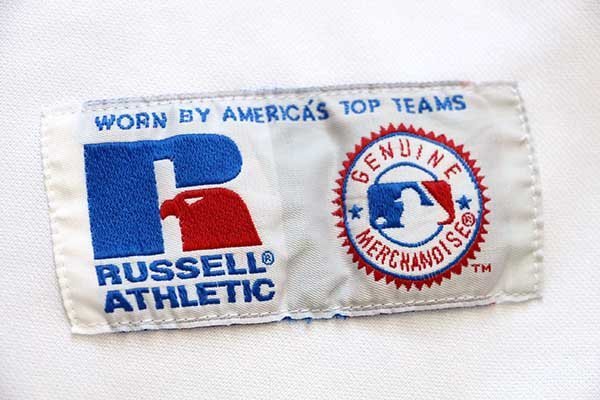 WORN BY AMERICA'S TOP TEAMS
RUSSELL®
ATHLETIC
GENUINE
MERCHANDISE®
TM